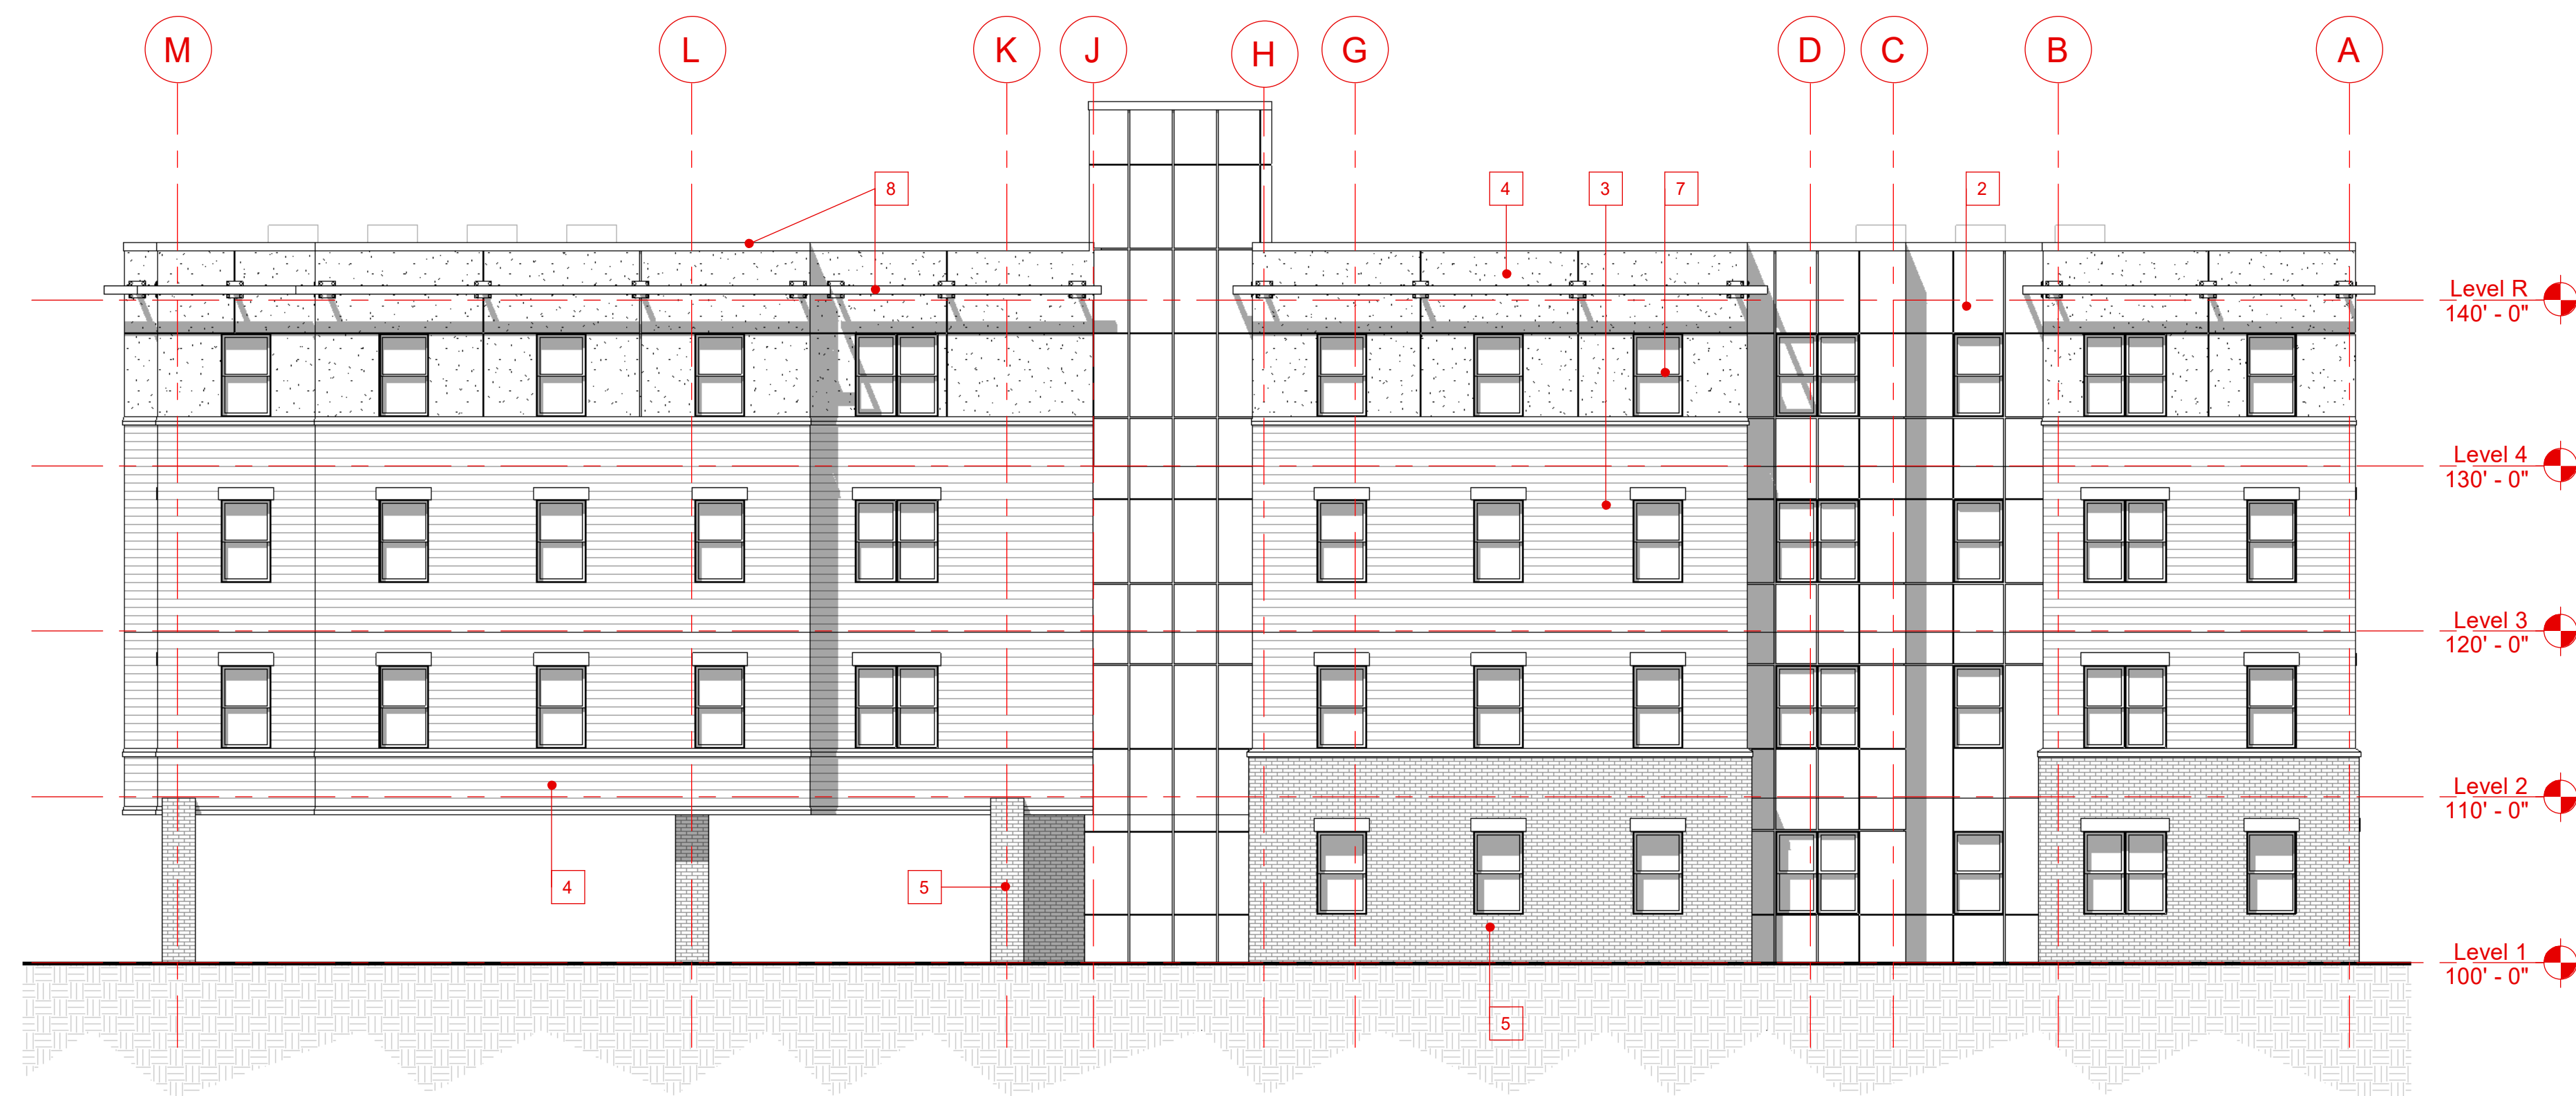 M
L
K
J
H
G
D
C
B
A
8
4
3
7
2
Level R
140' - 0"
Level 4
130' - 0"
Level 3
120' - 0"
Level 2
110' - 0"
4
5
Level 1
100' - 0"
5